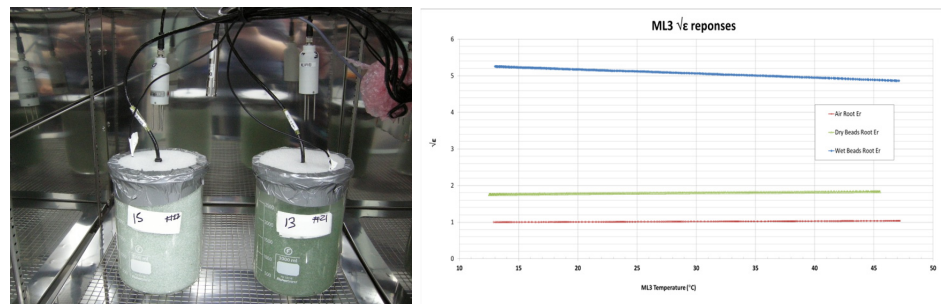 15
13 #21
ML3 √ε reponses
6
5
4
3
2
1
0
√ε
10 15 20 25 30 35 40 45 50
ML3 Temperature (°C)
Air Root Er
Dry Beads Root Er
Wet Beads Root Er